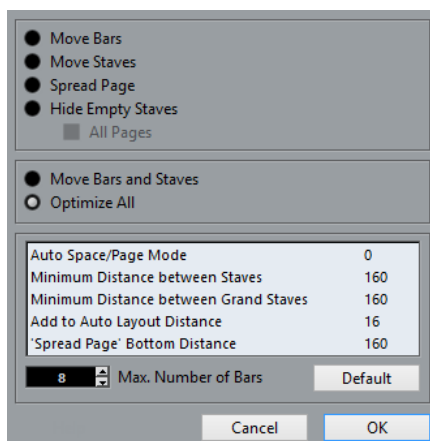 Move Bars
Move Staves
Spread Page
Hide Empty Staves
All Pages
Move Bars and Staves
Optimize All
Auto Space/Page Mode 0
Minimum Distance between Staves 160
Minimum Distance between Grand Staves 160
Add to Auto Layout Distance 16
'Spread Page' Bottom Distance 160
8 Max. Number of Bars Default
Cancel OK